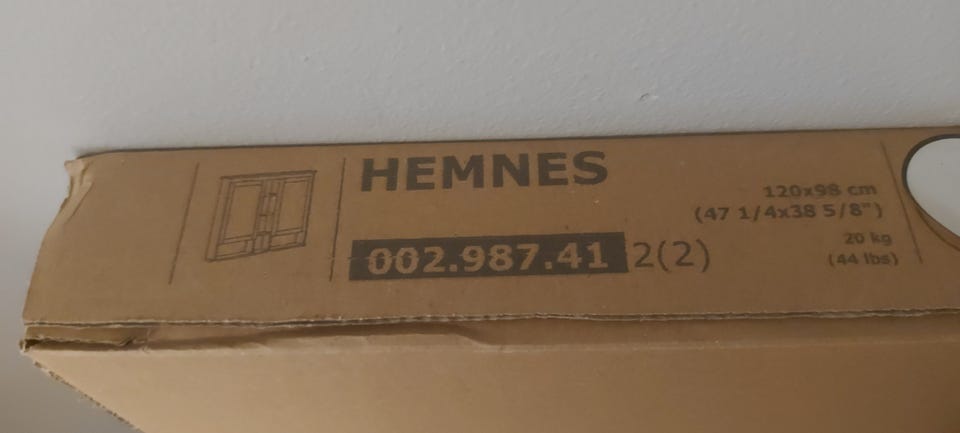 HEMNES
002.987.41 2(2)
120x98 cm
(47 1/4x38 5/8")
20 kg
(44 lbs)